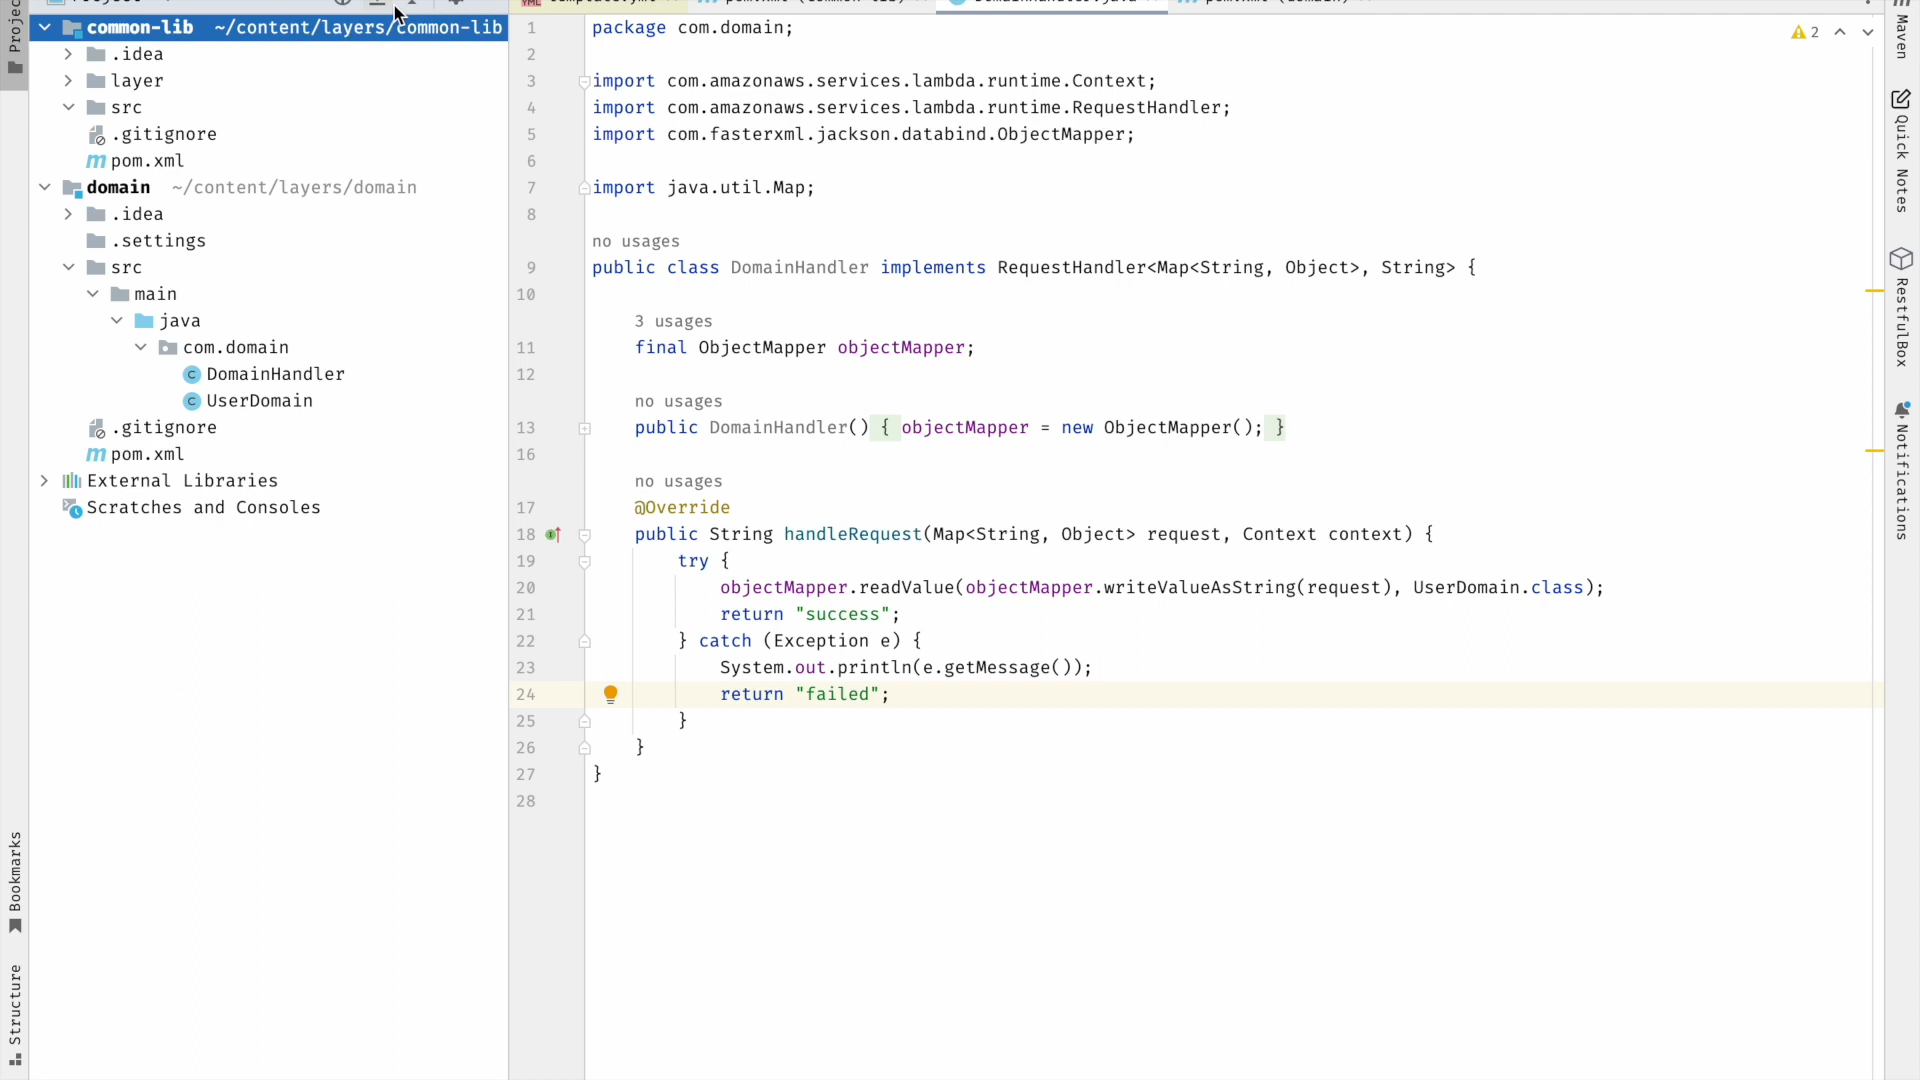 common-lib ~/content/layers/common-lib
.idea
layer
src
.gitignore
pom.xml
domain ~/content/layers/domain
.idea
.settings
src
main
java
com.domain
DomainHandler
UserDomain
.gitignore
pom.xml
External Libraries
Scratches and Consoles
Bookmarks
Structure
1 package com.domain;
2
3 import com.amazonaws.services.lambda.runtime.Context;
4 import com.amazonaws.services.lambda.runtime.RequestHandler;
5 import com.fasterxml.jackson.databind.ObjectMapper;
6
7 import java.util.Map;
8
no usages
9 public class DomainHandler implements RequestHandler<Map<String, Object>, String> {
10
3 usages
11 final ObjectMapper objectMapper;
12
no usages
13 public DomainHandler() { objectMapper = new ObjectMapper(); }
16
no usages
17 @Override
18 public String handleRequest(Map<String, Object> request, Context context) {
19 try {
20 objectMapper.readValue(objectMapper.writeValueAsString(request), UserDomain.class);
21 return "success";
22 } catch (Exception e) {
23 System.out.println(e.getMessage());
24 return "failed";
25 }
26 }
27 }
28
2
Maven
Quick Notes
RestfulBox
Notifications